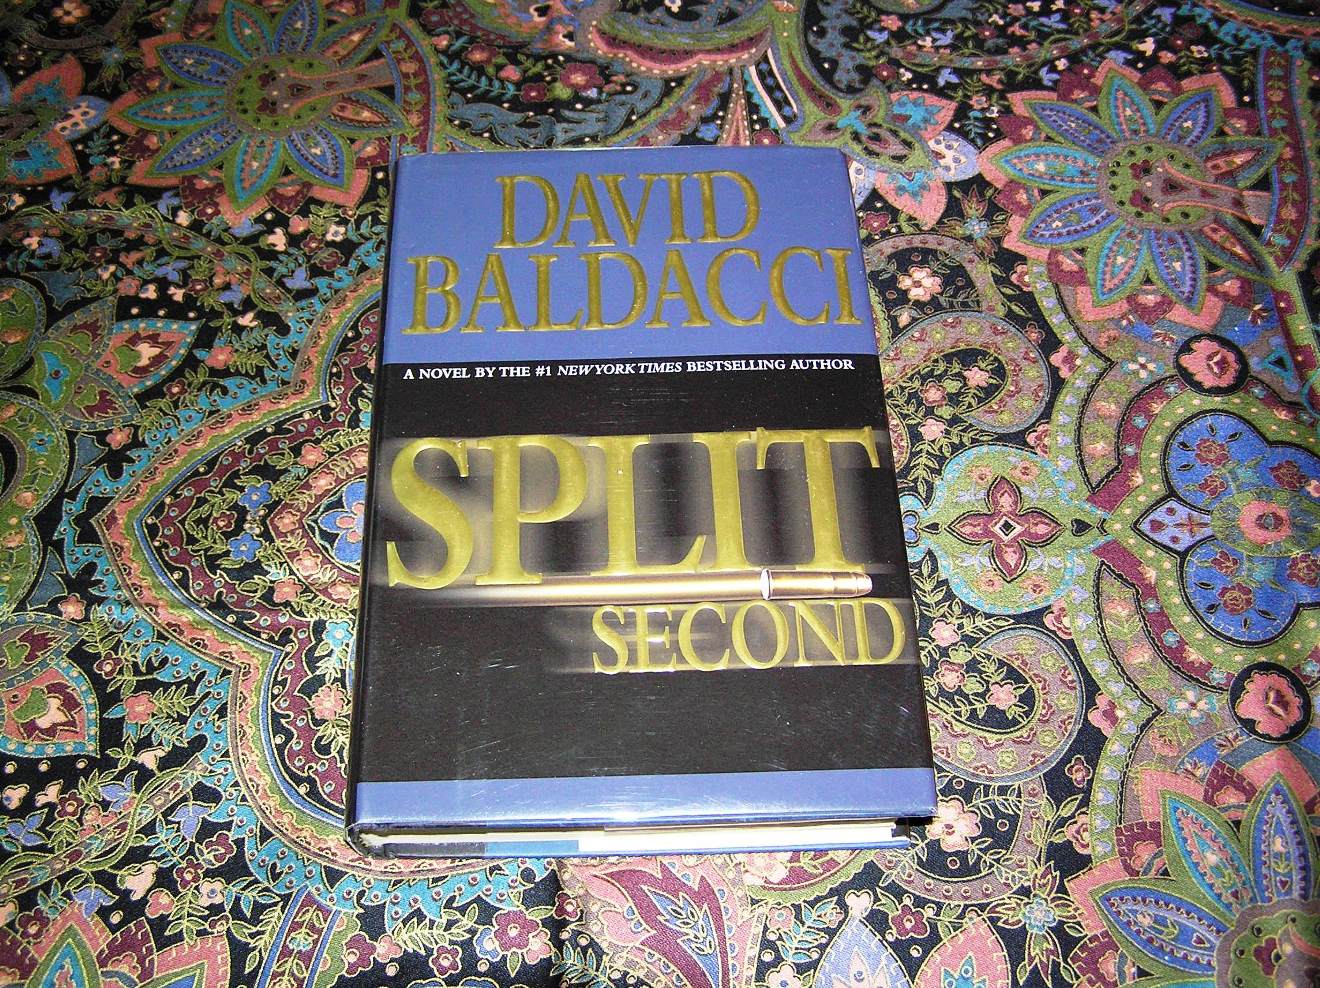 DAVID
BALDACCI
A NOVEL BY THE #1 NEW YORK TIMES BESTSELLING AUTHOR
SPLIT
SECOND